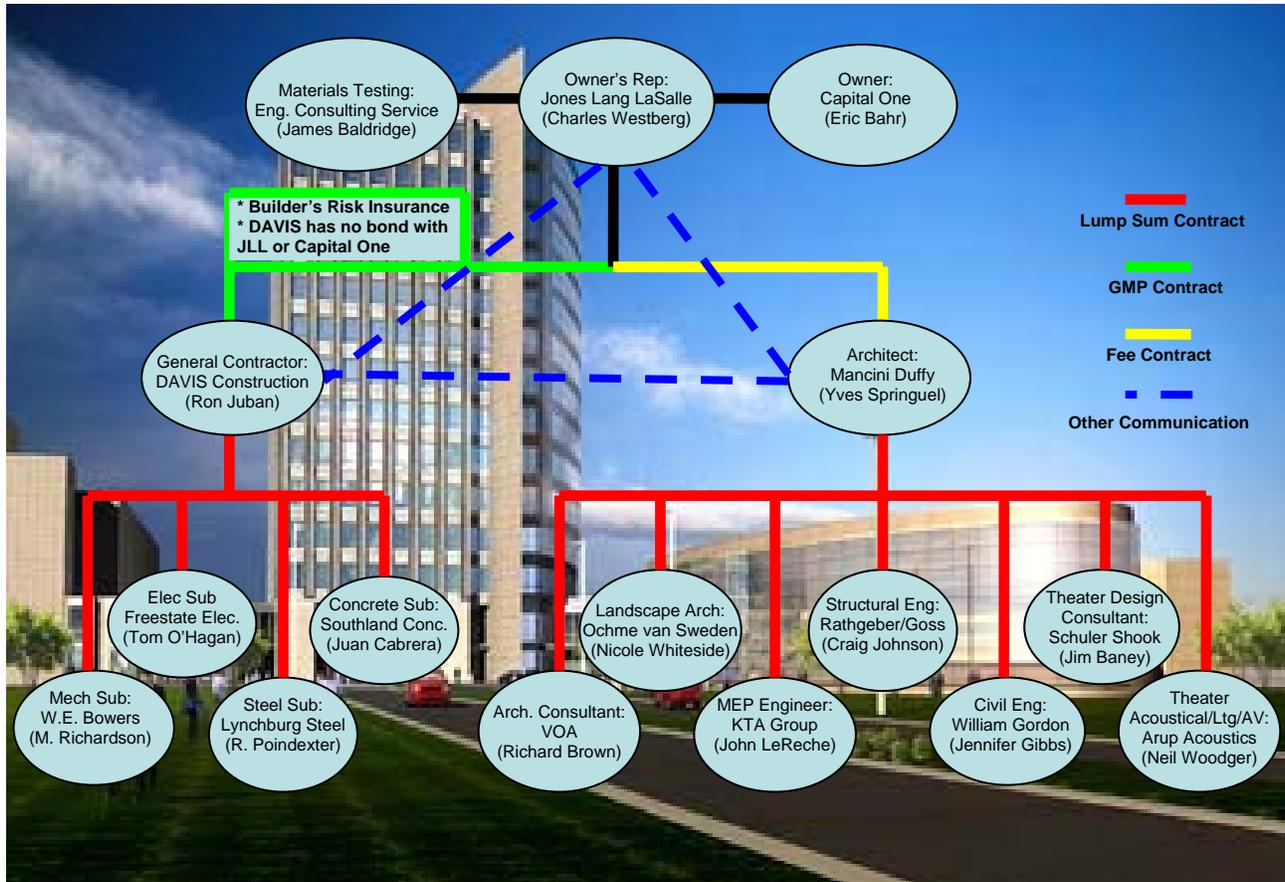 Materials Testing:
Eng. Consulting Service
(James Baldridge)
Owner's Rep:
Jones Lang LaSalle
(Charles Westberg)
Owner:
Capital One
(Eric Bahr)
* Builder's Risk Insurance
* DAVIS has no bond with
JLL or Capital One
Lump Sum Contract
GMP Contract
Fee Contract
Other Communication
General Contractor:
DAVIS Construction
(Ron Juban)
Architect:
Mancini Duffy
(Yves Springuel)
Elec Sub
Freestate Elec.
(Tom O'Hagan)
Concrete Sub:
Southland Conc.
(Juan Cabrera)
Landscape Arch:
Ochme van Sweden
(Nicole Whiteside)
Structural Eng:
Rathgeber/Goss
(Craig Johnson)
Theater Design
Consultant:
Schuler Shook
(Jim Baney)
Mech Sub:
W.E. Bowers
(M. Richardson)
Steel Sub:
Lynchburg Steel
(R. Poindexter)
Arch. Consultant:
VOA
(Richard Brown)
MEP Engineer:
KTA Group
(John LeReche)
Civil Eng:
William Gordon
(Jennifer Gibbs)
Theater
Acoustical/Ltg/AV:
Arup Acoustics
(Neil Woodger)